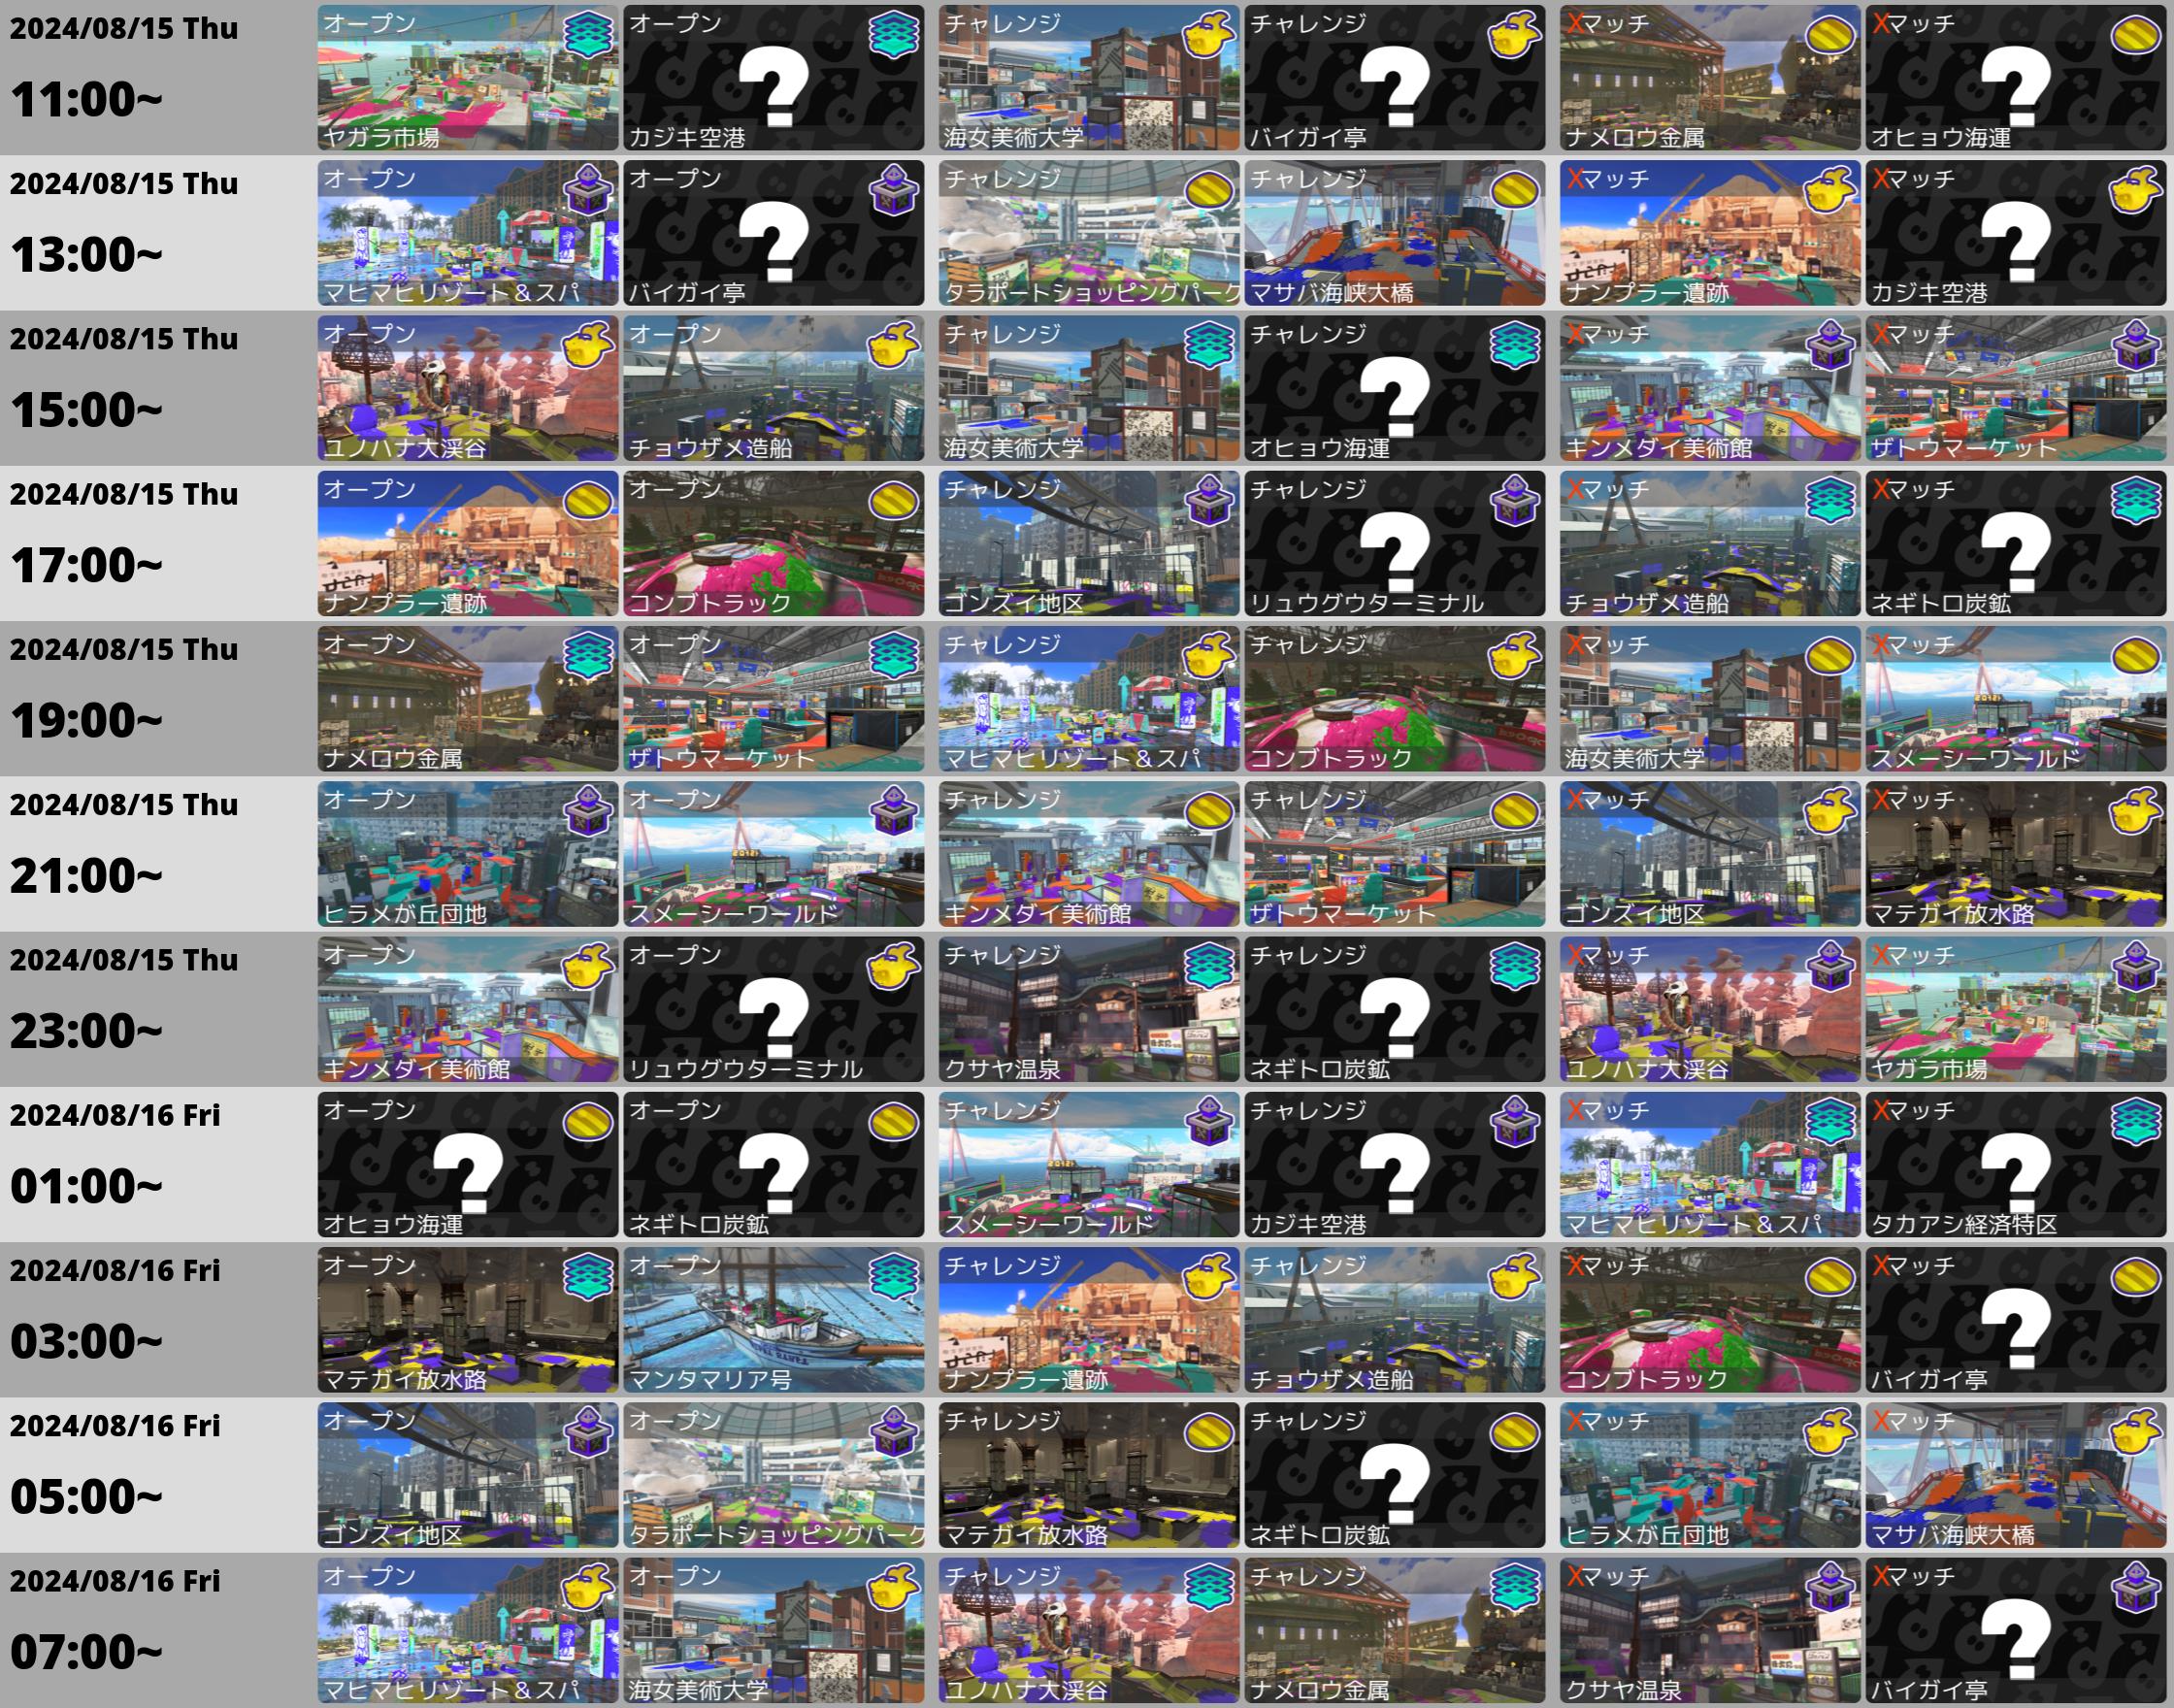 2024/08/15 Thu
11:00~
オープン
ヤガラ市場
オープン
カジキ空港
チャレンジ
海女美術大学
チャレンジ
バイガイ亭
Xマッチ
ナメロウ金属
Xマッチ
オヒョウ海運
2024/08/15 Thu
13:00~
オープン
マヒマヒリゾート＆スパ
オープン
バイガイ亭
チャレンジ
タラポートショッピングパーク
チャレンジ
マサバ海峡大橋
Xマッチ
ナンプラー遺跡
Xマッチ
カジキ空港
2024/08/15 Thu
15:00~
オープン
ユノハナ大渓谷
オープン
チョウザメ造船
チャレンジ
海女美術大学
チャレンジ
オヒョウ海運
Xマッチ
キンメダイ美術館
Xマッチ
ザトウマーケット
2024/08/15 Thu
17:00~
オープン
ナンプラー遺跡
オープン
コンブトラック
チャレンジ
ゴンズイ地区
チャレンジ
リュウグウターミナル
Xマッチ
チョウザメ造船
Xマッチ
ネギトロ炭鉱
2024/08/15 Thu
19:00~
オープン
ナメロウ金属
オープン
ザトウマーケット
チャレンジ
マヒマヒリゾート＆スパ
チャレンジ
コンブトラック
Xマッチ
海女美術大学
Xマッチ
スメーシーワールド
2024/08/15 Thu
21:00~
オープン
ヒラメが丘団地
オープン
スメーシーワールド
チャレンジ
キンメダイ美術館
チャレンジ
ザトウマーケット
Xマッチ
ゴンズイ地区
Xマッチ
マテガイ放水路
2024/08/15 Thu
23:00~
オープン
キンメダイ美術館
オープン
リュウグウターミナル
チャレンジ
クサヤ温泉
チャレンジ
ネギトロ炭鉱
Xマッチ
ユノハナ大渓谷
Xマッチ
ヤガラ市場
2024/08/16 Fri
01:00~
オープン
オヒョウ海運
オープン
ネギトロ炭鉱
チャレンジ
スメーシーワールド
チャレンジ
カジキ空港
Xマッチ
マヒマヒリゾート＆スパ
Xマッチ
タカアシ経済特区
2024/08/16 Fri
03:00~
オープン
マテガイ放水路
オープン
マンタマリア号
チャレンジ
ナンプラー遺跡
チャレンジ
チョウザメ造船
Xマッチ
コンブトラック
Xマッチ
バイガイ亭
2024/08/16 Fri
05:00~
オープン
ゴンズイ地区
オープン
タラポートショッピングパーク
チャレンジ
マテガイ放水路
チャレンジ
ネギトロ炭鉱
Xマッチ
ヒラメが丘団地
Xマッチ
マサバ海峡大橋
2024/08/16 Fri
07:00~
オープン
マヒマヒリゾート＆スパ
オープン
海女美術大学
チャレンジ
ユノハナ大渓谷
チャレンジ
ナメロウ金属
Xマッチ
クサヤ温泉
Xマッチ
バイガイ亭